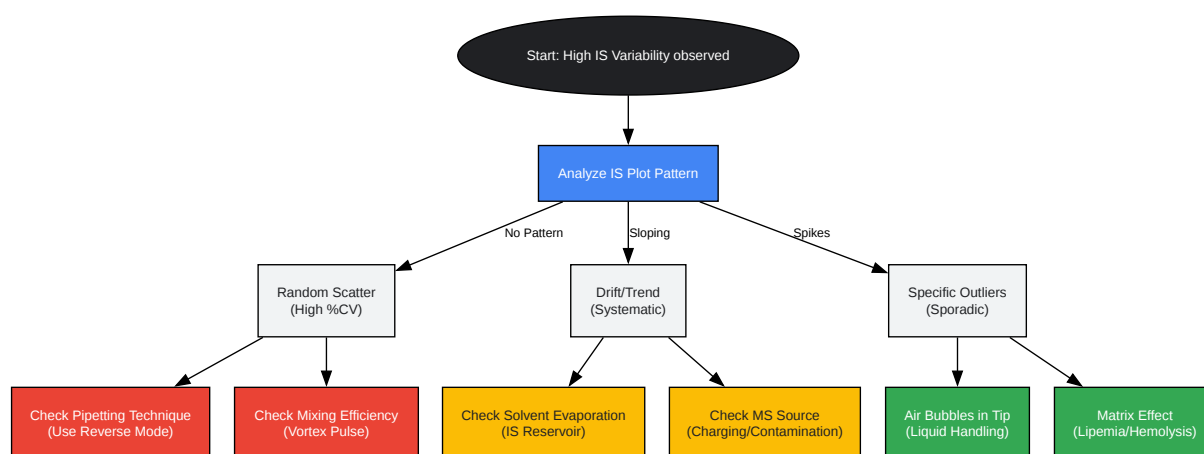 Start: High IS Variability observed
Analyze IS Plot Pattern
No Pattern
Sloping
Spikes
Random Scatter
(High %CV)
Drift/Trend
(Systematic)
Specific Outliers
(Sporadic)
Check Pipetting Technique
(Use Reverse Mode)
Check Mixing Efficiency
(Vortex Pulse)
Check Solvent Evaporation
(IS Reservoir)
Check MS Source
(Charging/Contamination)
Air Bubbles in Tip
(Liquid Handling)
Matrix Effect
(Lipemia/Hemolysis)